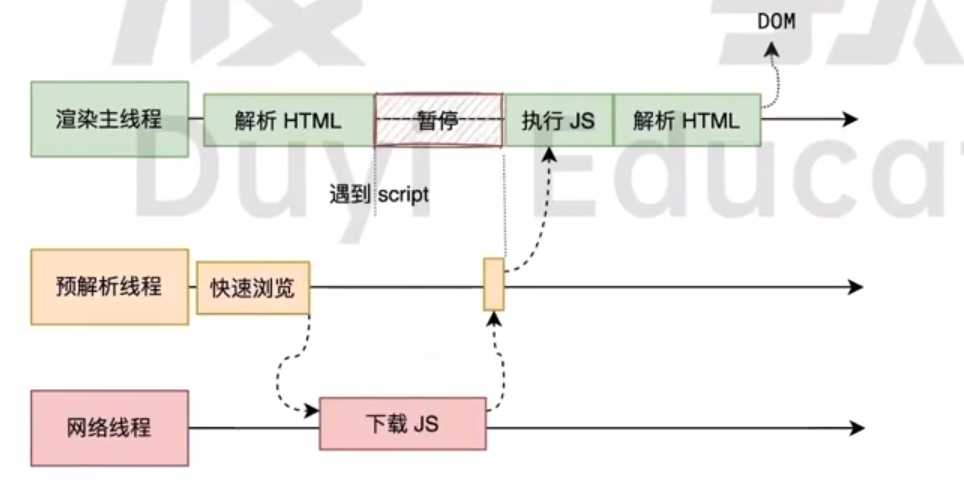 DOM
渲染主线程
解析 HTML
暂停
执行 JS
解析 HTML
Duyi Educa
遇到 script
预解析线程
快速浏览
网络线程
下载 JS